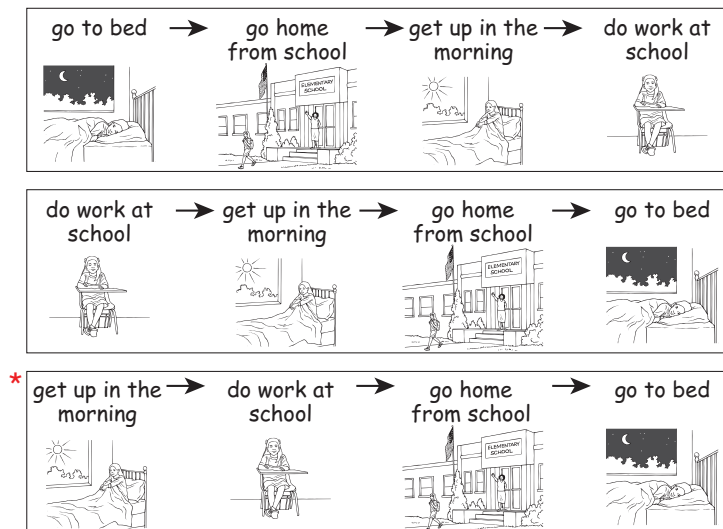 go to bed → go home from school → get up in the morning → do work at school
ELEMENTARY
SCHOOL
do work at school → get up in the morning → go home from school → go to bed
ELEMENTARY
SCHOOL
* get up in the morning → do work at school → go home from school → go to bed
ELEMENTARY
SCHOOL